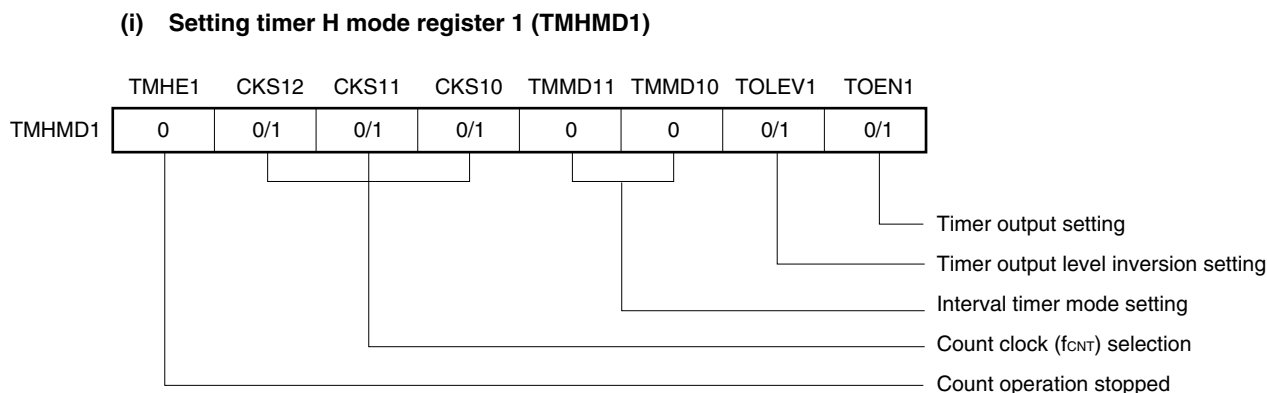 (i) Setting timer H mode register 1 (TMHMD1)
TMHE1 CKS12 CKS11 CKS10 TMMD11 TMMD10 TOLEV1 TOEN1
TMHMD1 0 0/1 0/1 0/1 0 0 0/1 0/1
Timer output setting
Timer output level inversion setting
Interval timer mode setting
Count clock (fCNT) selection
Count operation stopped